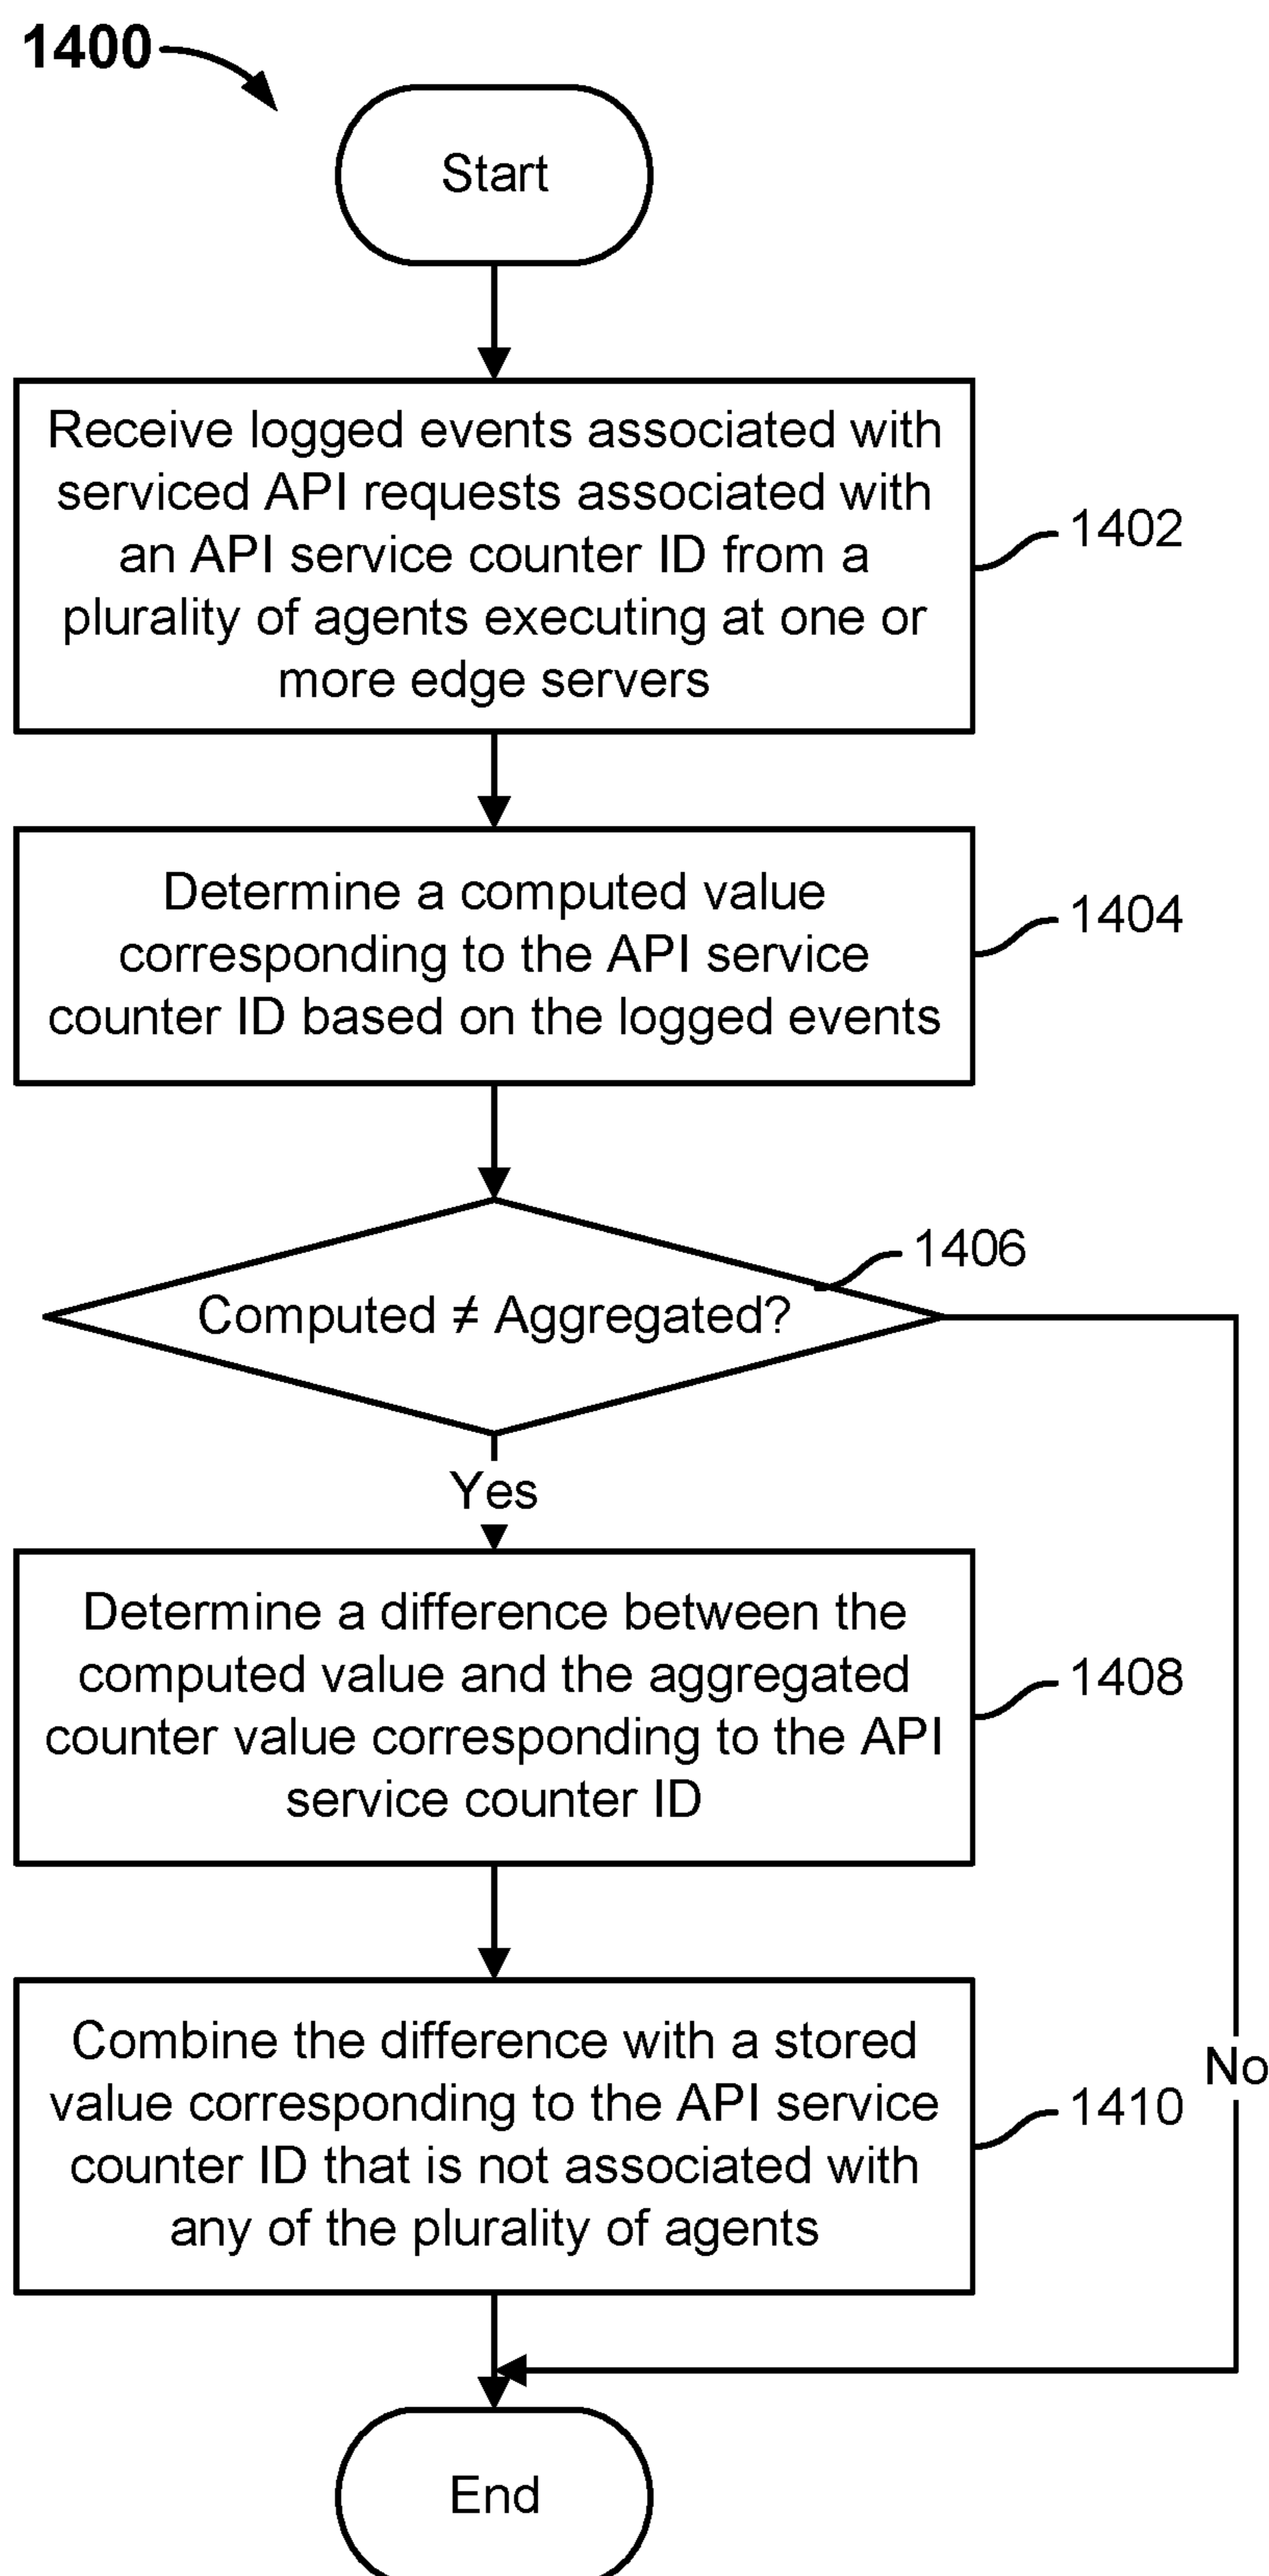 1400
Start
Receive logged events associated with
serviced API requests associated with
an API service counter ID from a
plurality of agents executing at one or
more edge servers
1402
Determine a computed value
corresponding to the API service
counter ID based on the logged events
1404
1406
Computed ≠ Aggregated?
Yes
Determine a difference between the
computed value and the aggregated
counter value corresponding to the API
service counter ID
1408
Combine the difference with a stored
value corresponding to the API service
counter ID that is not associated with
any of the plurality of agents
1410
No
End